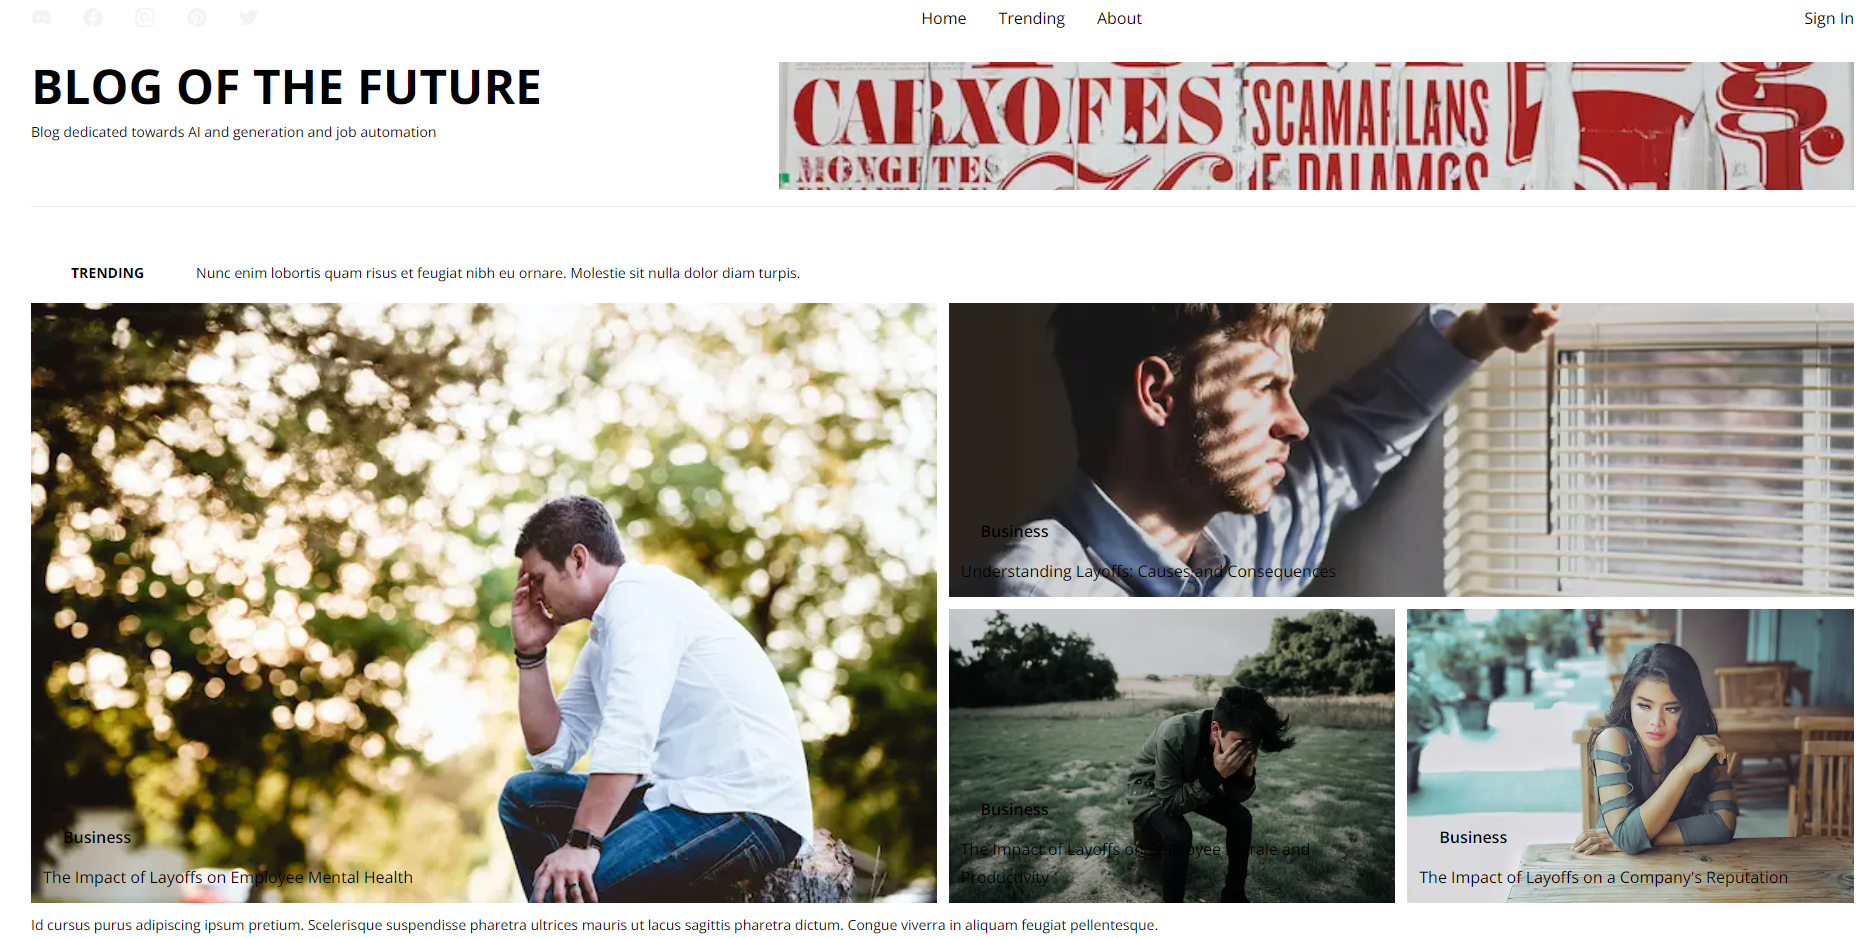 Home Trending About Sign In
BLOG OF THE FUTURE
Blog dedicated towards AI and generation and job automation
CARXOFES
ESCAMARLANS
MONGETES
DE PALAMOS
TRENDING Nunc enim lobortis quam risus et feugiat nibh eu ornare. Molestie sit nulla dolor diam turpis.
Business
Understanding Layoffs: Causes and Consequences
Business
The Impact of Layoffs on Employee Mental Health
Business
The Impact of Layoffs on Employee Morale and
Productivity
Business
The Impact of Layoffs on a Company's Reputation
Id cursus purus adipiscing ipsum pretium. Scelerisque suspendisse pharetra ultrices mauris ut lacus sagittis pharetra dictum. Congue viverra in aliquam feugiat pellentesque.